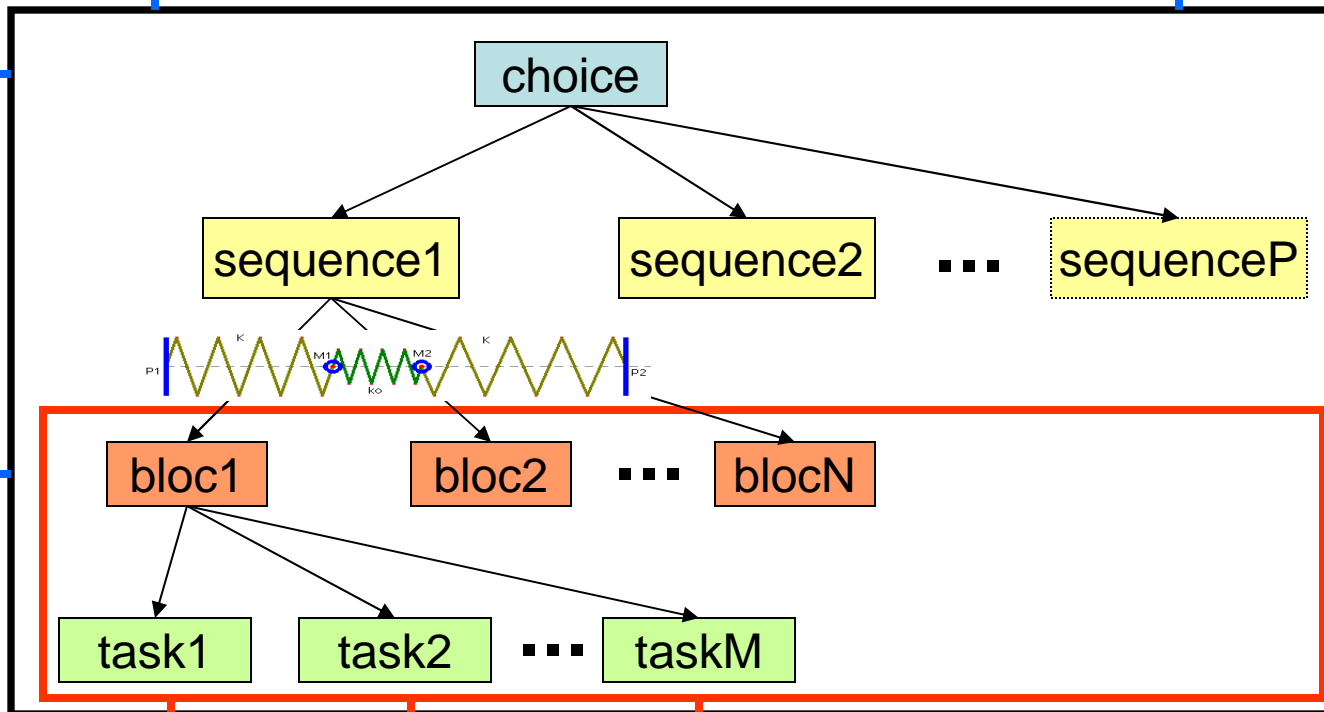 choice
sequence1 sequence2 ... sequenceP
K K
M1 M2
P1 P2
ko
bloc1 bloc2 ... blocN
task1 task2 ... taskM